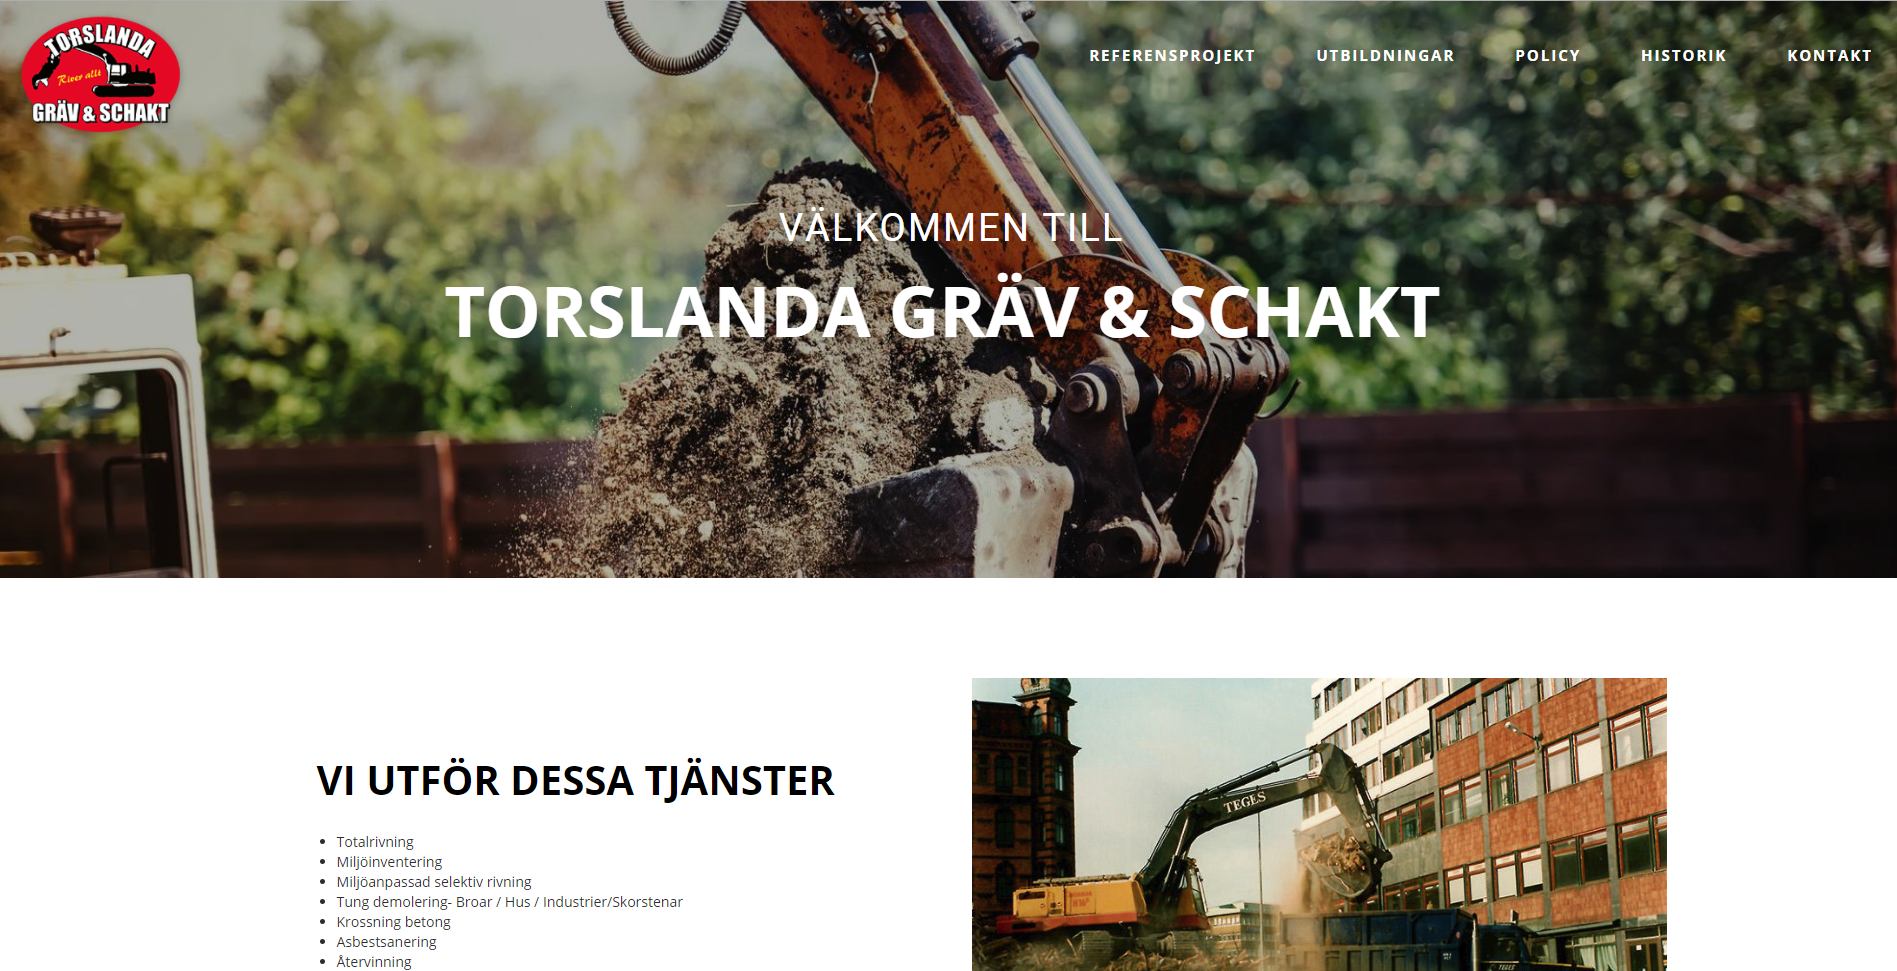 TORSLANDA
River allt
GRÄV & SCHAKT
REFERENSPROJEKT
UTBILDNINGAR
POLICY
HISTORIK
KONTAKT
VÄLKOMMEN TILL
TORSLANDA GRÄV & SCHAKT
VI UTFÖR DESSA TJÄNSTER
Totalrivning
Miljöinventering
Miljöanpassad selektiv rivning
Tung demolering- Broar / Hus / Industrier/Skorstenar
Krossning betong
Asbestsanering
Återvinning
TEGES
TEGES